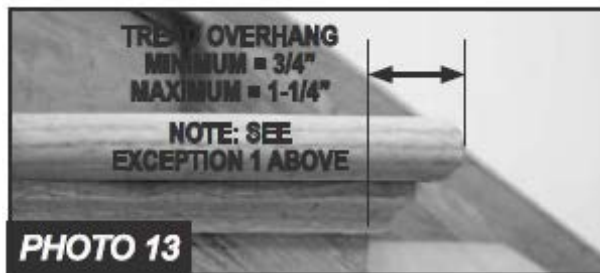 TREAD OVERHANG
MINIMUM = 3/4"
MAXIMUM = 1-1/4"
NOTE: SEE
EXCEPTION 1 ABOVE
PHOTO 13